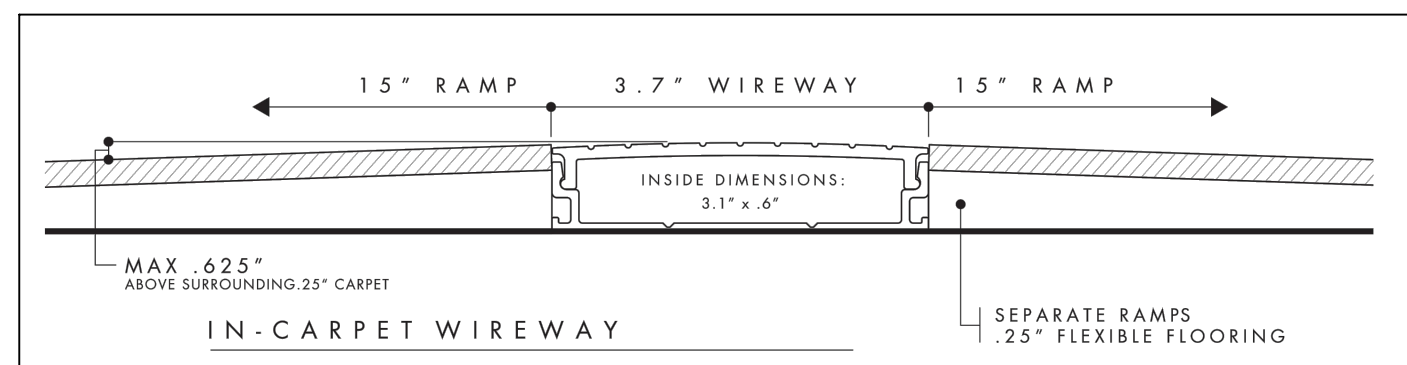 15" RAMP
3.7" WIREWAY
15" RAMP
INSIDE DIMENSIONS:
3.1" x .6"
MAX .625"
ABOVE SURROUNDING.25" CARPET
IN-CARPET WIREWAY
SEPARATE RAMPS
.25" FLEXIBLE FLOORING